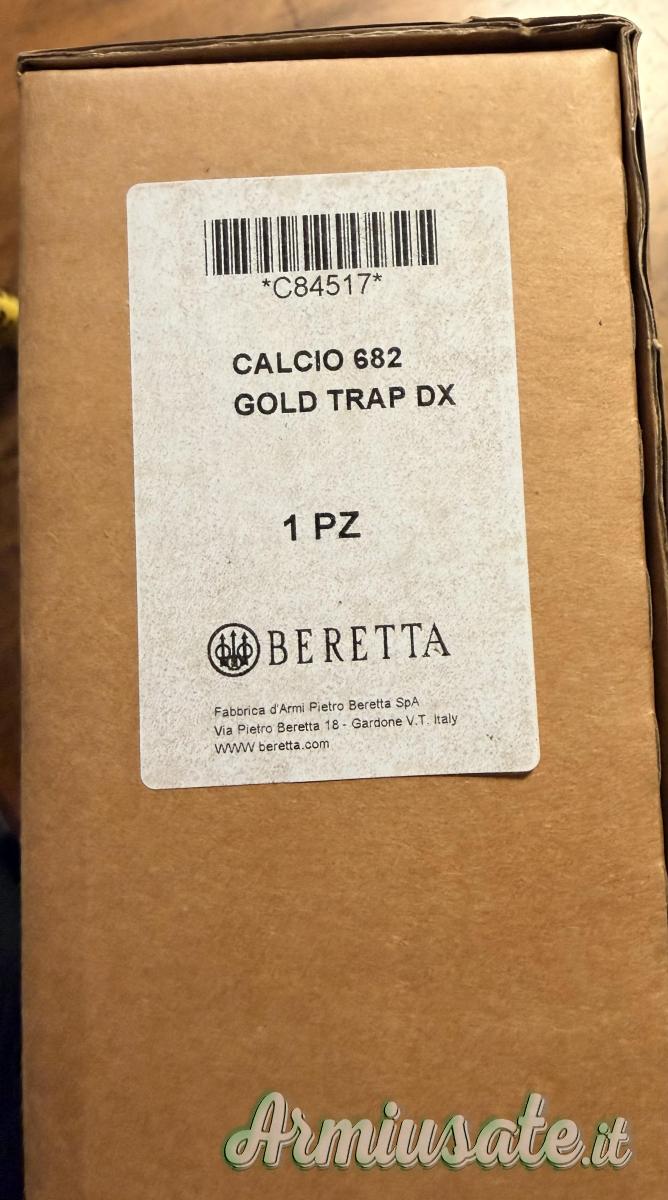 *C84517*
CALCIO 682
GOLD TRAP DX
1 PZ
BERETTA
Fabbrica d'Armi Pietro Beretta SpA
Via Pietro Beretta 18 - Gardone V.T. Italy
WWW beretta.com
Armiusate.it